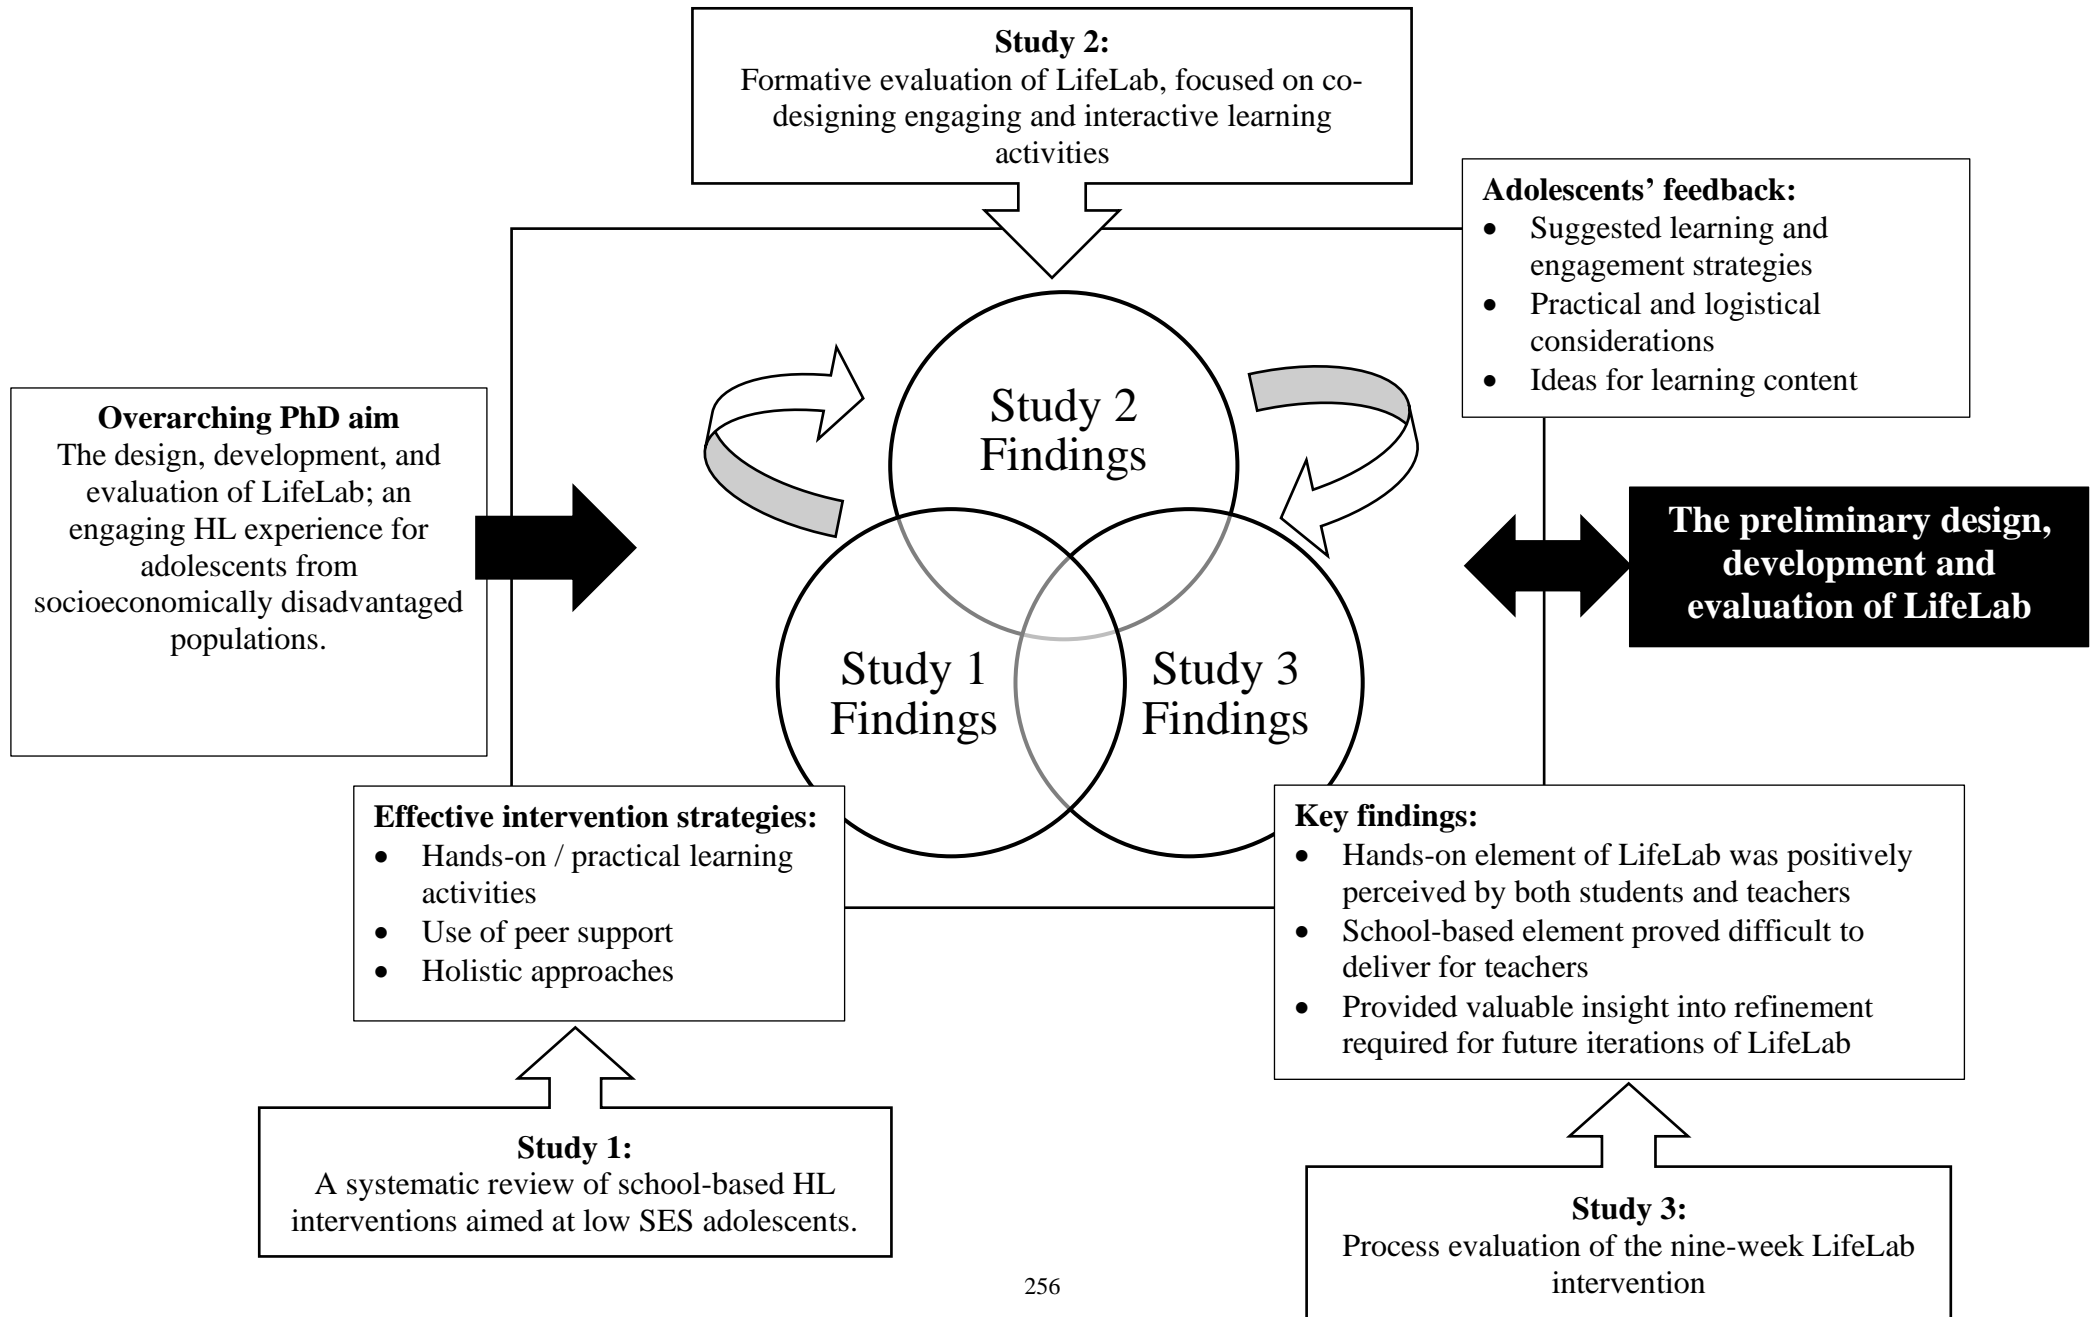 Study 2:
Formative evaluation of LifeLab, focused on co-
designing engaging and interactive learning
activities
Adolescents’ feedback:
• Suggested learning and
engagement strategies
• Practical and logistical
considerations
• Ideas for learning content
Overarching PhD aim
The design, development, and
evaluation of LifeLab; an
engaging HL experience for
adolescents from
socioeconomically disadvantaged
populations.
Study 2
Findings
The preliminary design,
development and
evaluation of LifeLab
Study 1
Findings
Study 3
Findings
Effective intervention strategies:
• Hands-on / practical learning
activities
• Use of peer support
• Holistic approaches
Key findings:
• Hands-on element of LifeLab was positively
perceived by both students and teachers
• School-based element proved difficult to
deliver for teachers
• Provided valuable insight into refinement
required for future iterations of LifeLab
Study 1:
A systematic review of school-based HL
interventions aimed at low SES adolescents.
Study 3:
Process evaluation of the nine-week LifeLab
intervention
256